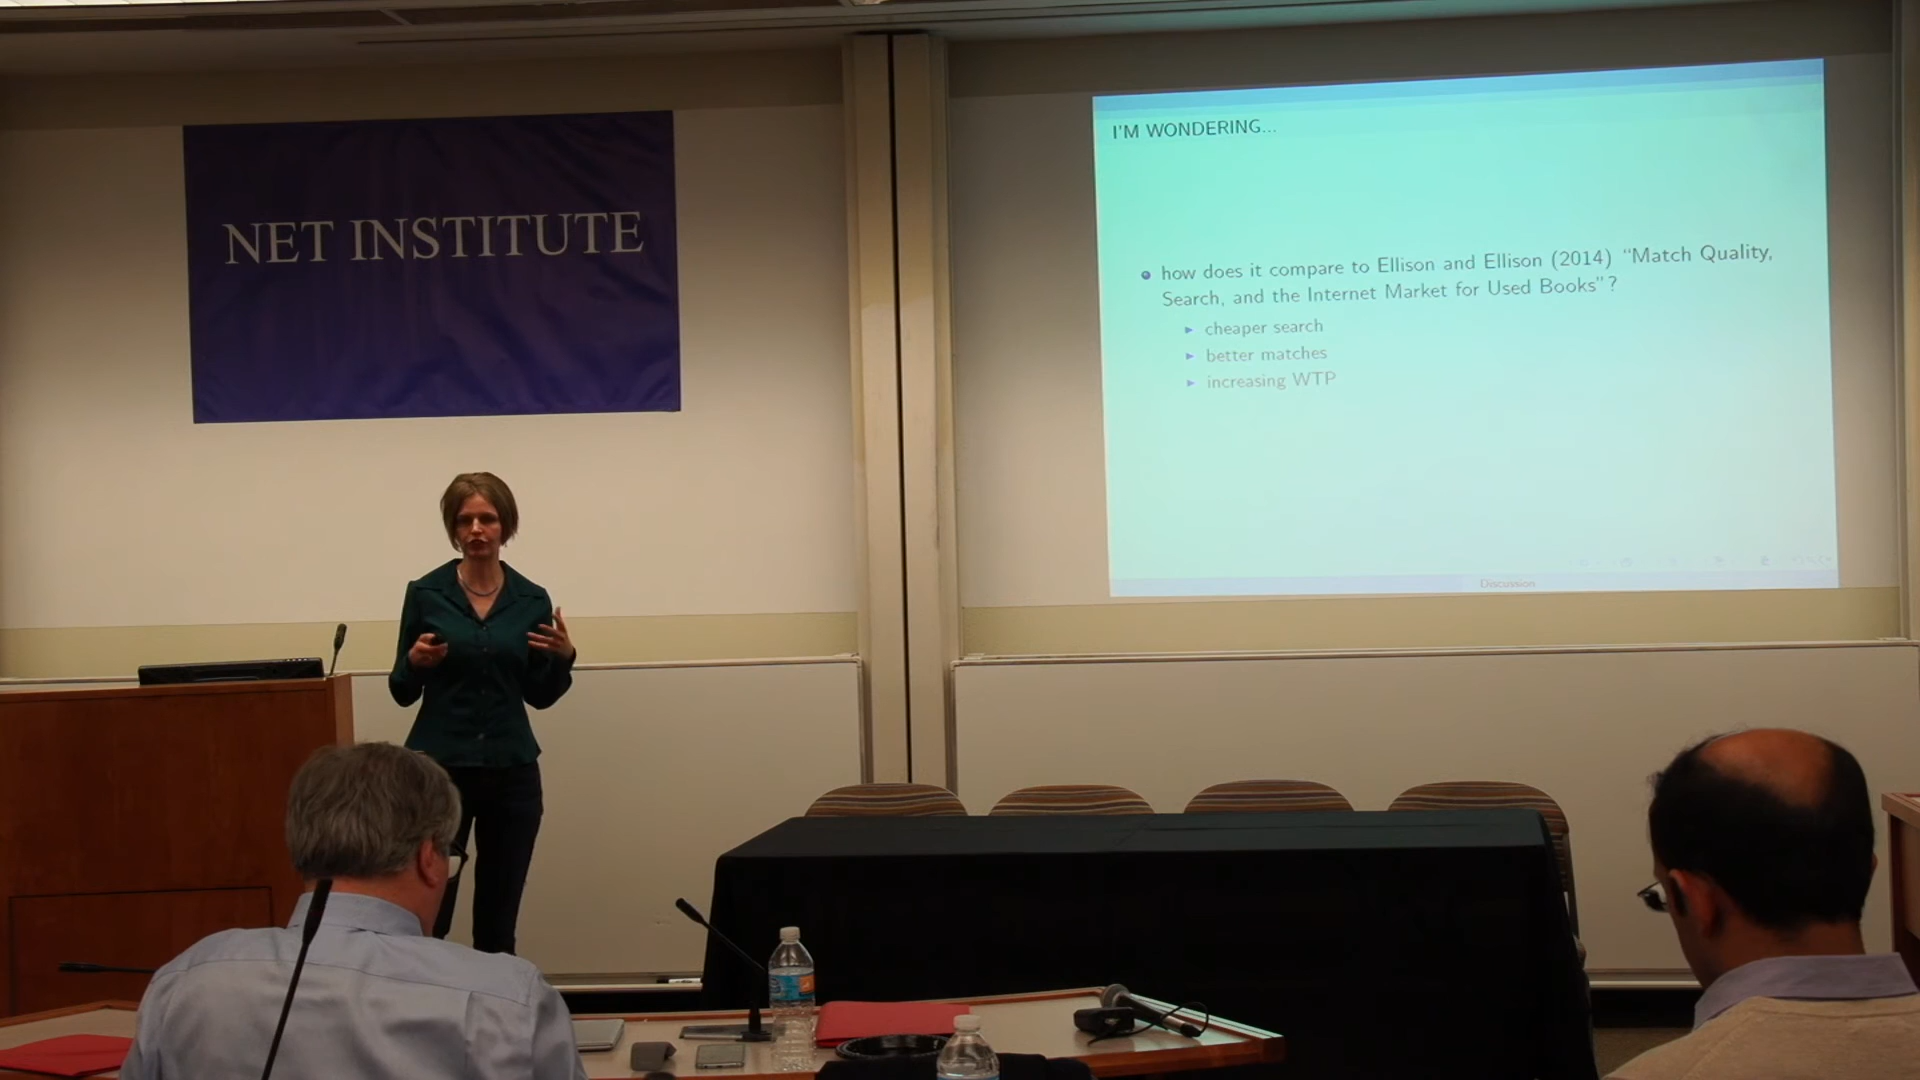 NET INSTITUTE
I'M WONDERING...
how does it compare to Ellison and Ellison (2014) "Match Quality,
Search, and the Internet Market for Used Books"?
cheaper search
better matches
increasing WTP
Discussion